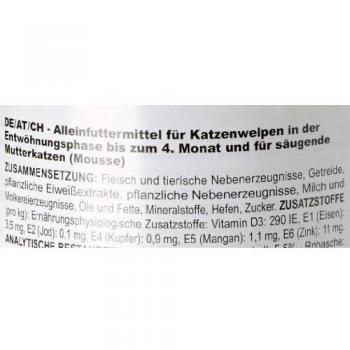 DE/AT/CH - Alleinfuttermittel für Katzenwelpen in der
Entwöhnungsphase bis zum 4. Monat und für säugende
Mutterkatzen (Mousse)
ZUSAMMENSETZUNG: Fleisch und tierische Nebenerzeugnisse, Getreide,
pflanzliche Eiweißextrakte, pflanzliche Nebenerzeugnisse, Milch und
Molkereierzeugnisse, Öle und Fette, Mineralstoffe, Hefen, Zucker. ZUSATZSTOFFE
(pro kg): Ernährungsphysiologische Zusatzstoffe: Vitamin D3: 290 IE, E1 (Eisen):
3,5 mg, E2 (Jod): 0,1 mg, E4 (Kupfer): 0,9 mg, E5 (Mangan): 1,1 mg, E6 (Zink): 11 mg.
ANALYTISCHE 5,5% Rohasche: